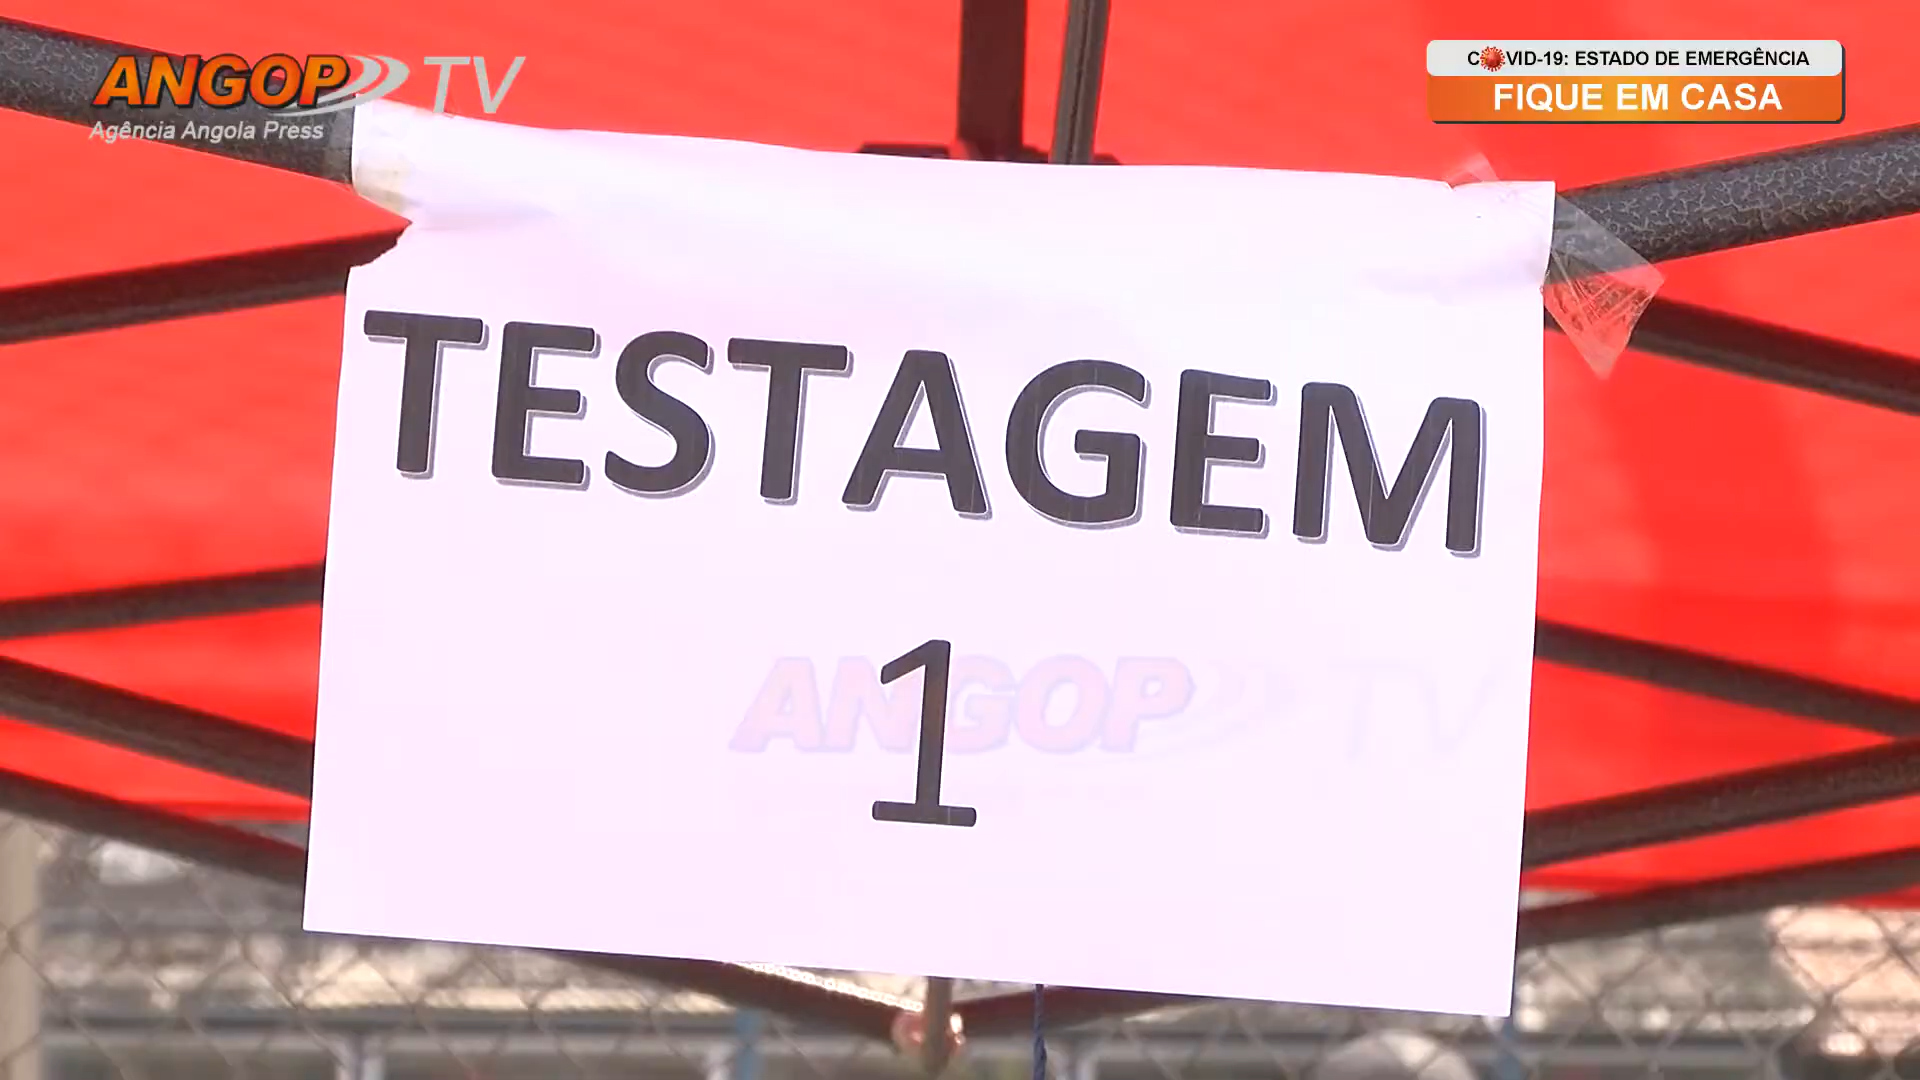 ANGOP TV
Agência Angola Press
COVID-19: ESTADO DE EMERGÊNCIA
FIQUE EM CASA
TESTAGEM
1
ANGOP TV